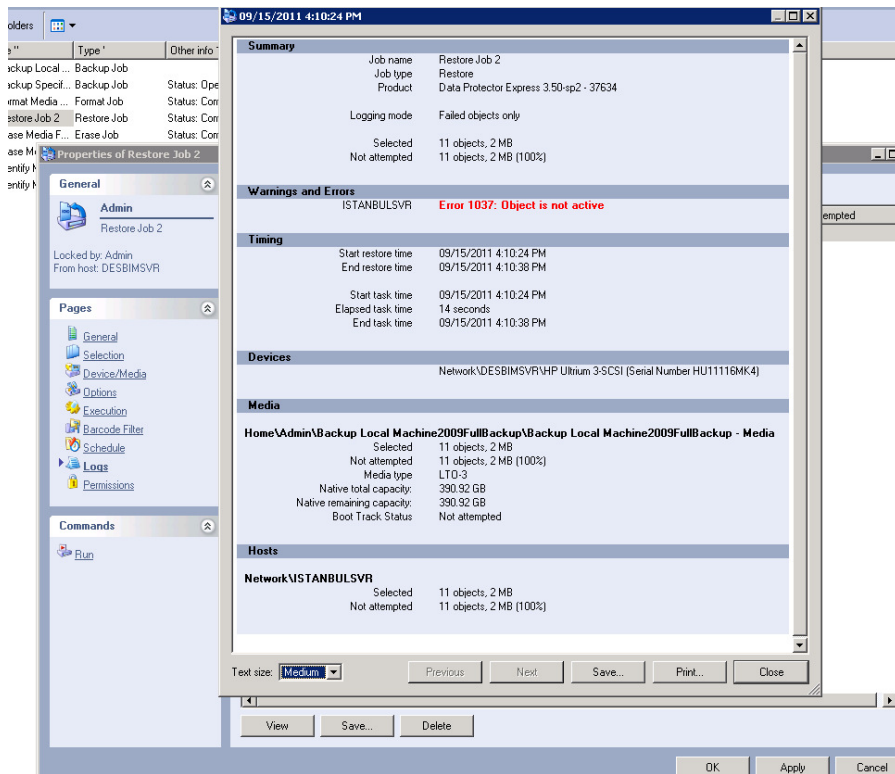 olders
09/15/2011 4:10:24 PM
Type '
Other info
ackup Local ... Backup Job
ackup Specif... Backup Job Status: Ope
ormat Media ... Format Job Status: Com
estore Job 2 Restore Job Status: Com
ase Media F... Erase Job Status: Com
ase M
entify M
entify M
Properties of Restore Job 2
General
Admin
Restore Job 2
Locked by: Admin
From host: DESBIMSVR
Pages
General
Selection
Device/Media
Options
Execution
Barcode Filter
Schedule
Logs
Permissions
Commands
Run
Summary
Job name Restore Job 2
Job type Restore
Product Data Protector Express 3.50-sp2 - 37634
Logging mode Failed objects only
Selected 11 objects, 2 MB
Not attempted 11 objects, 2 MB (100%)
Warnings and Errors
ISTANBULSVR Error 1037: Object is not active
Timing
Start restore time 09/15/2011 4:10:24 PM
End restore time 09/15/2011 4:10:38 PM
Start task time 09/15/2011 4:10:24 PM
Elapsed task time 14 seconds
End task time 09/15/2011 4:10:38 PM
Devices
Network\DESBIMSVR\HP Ultrium 3-SCSI (Serial Number HU11116MK4)
Media
Home\Admin\Backup Local Machine2009FullBackup\Backup Local Machine2009FullBackup - Media
Selected 11 objects, 2 MB
Not attempted 11 objects, 2 MB (100%)
Media type LTO-3
Native total capacity: 390.92 GB
Native remaining capacity: 390.92 GB
Boot Track Status Not attempted
Hosts
Network\ISTANBULSVR
Selected 11 objects, 2 MB
Not attempted 11 objects, 2 MB (100%)
Text size: Medium
Previous Next Save... Print... Close
empted
View Save... Delete
OK Apply Cancel